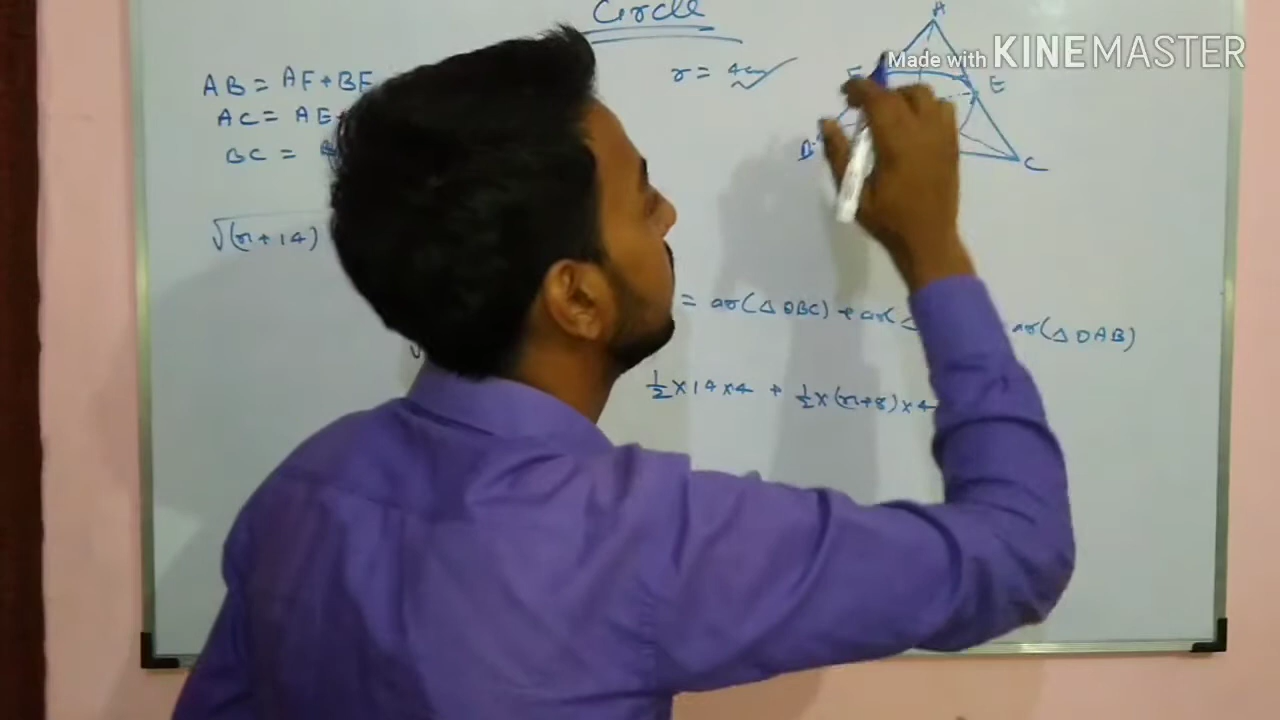 Circle
AB = AF + BF
AC = AE +
BC =
r = 4cm
A
E
B
C
√(x + 14)
= ar(Δ OBC) + ar(Δ
ar(Δ OAB)
1/2 × 14 × 4 + 1/2 × (x + 8) × 4
Made with KINEMASTER